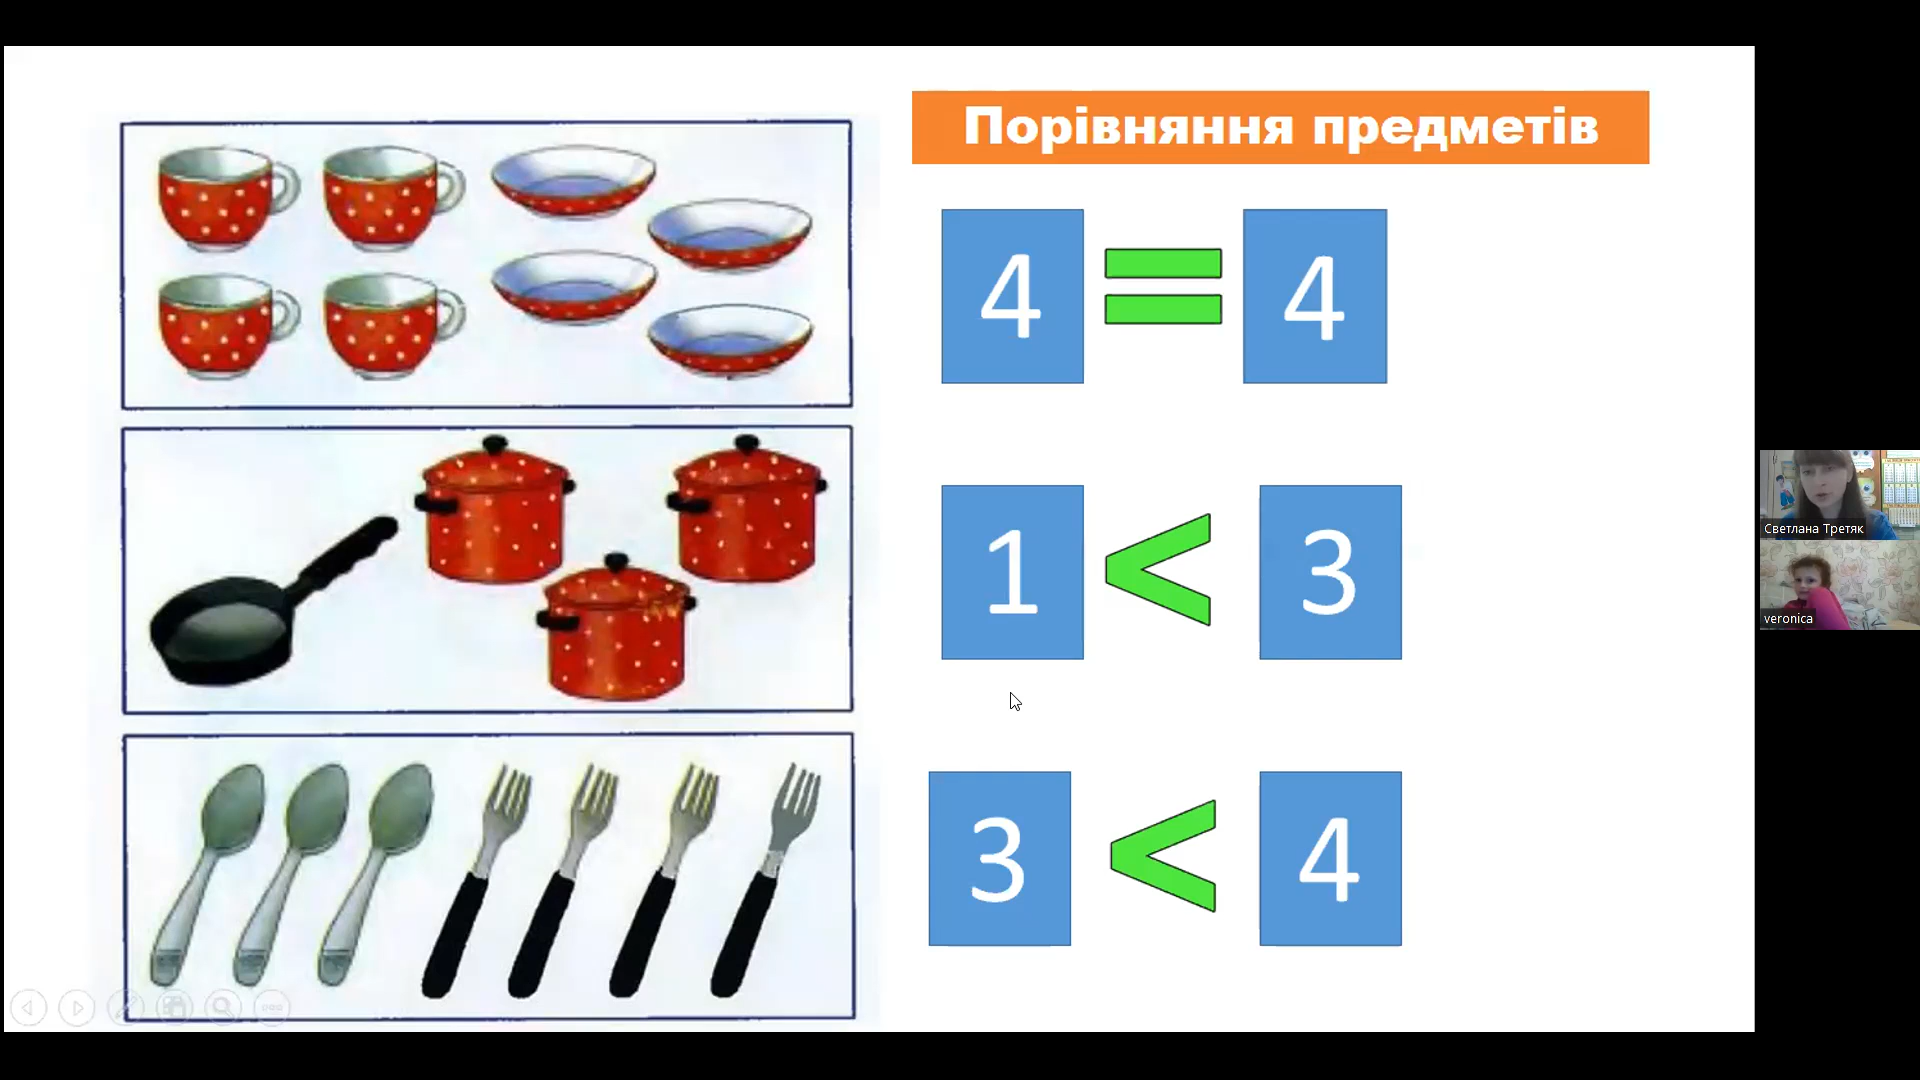 Порівняння предметів
4 = 4
1 < 3
3 < 4
Светлана Третяк
veronica